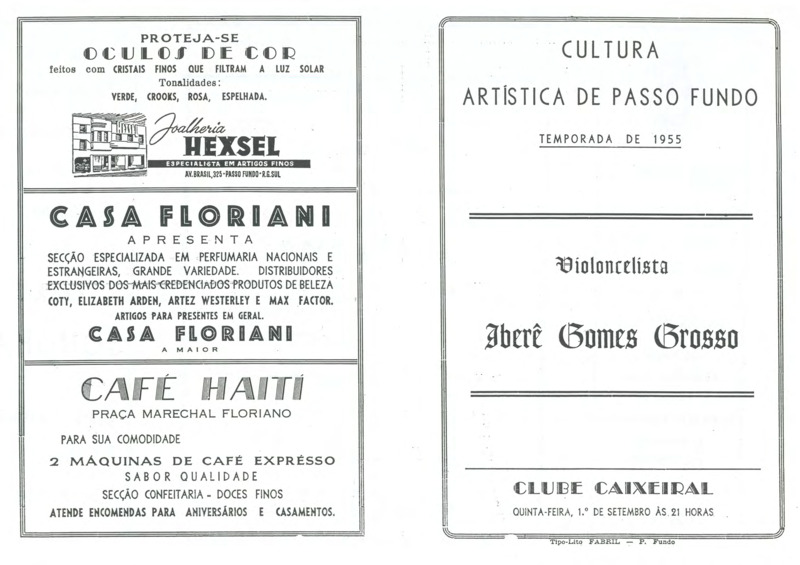 PROTEJA-SE
OCULOS DE COR
feitos com CRISTAIS FINOS QUE FILTRAM A LUZ SOLAR
Tonalidades:
VERDE, CROOKS, ROSA, ESPELHADA.
Joalheria
HEXSEL
ESPECIALISTA EM ARTIGOS FINOS
AV. BRASIL, 325 - PASSO FUNDO - R.G. SUL
CASA FLORIANI
APRESENTA
SECÇÃO ESPECIALIZADA EM PERFUMARIA NACIONAIS E
ESTRANGEIRAS, GRANDE VARIEDADE. DISTRIBUIDORES
EXCLUSIVOS DOS MAIS CREDENCIADOS PRODUTOS DE BELEZA
COTY, ELIZABETH ARDEN, ARTEZ WESTERLEY E MAX FACTOR.
ARTIGOS PARA PRESENTES EM GERAL.
CASA FLORIANI
A MAIOR
CAFÉ HAITÍ
PRAÇA MARECHAL FLORIANO
PARA SUA COMODIDADE
2 MÁQUINAS DE CAFÉ EXPRÉSSO
SABOR QUALIDADE
SECÇÃO CONFEITARIA - DOCES FINOS
ATENDE ENCOMENDAS PARA ANIVERSÁRIOS E CASAMENTOS.
CULTURA
ARTÍSTICA DE PASSO FUNDO
TEMPORADA DE 1955
Violoncelista
Iberê Gomes Grosso
CLUBE CAIXEIRAL
QUINTA-FEIRA, 1.º DE SETEMBRO ÀS 21 HORAS
Tipo-Lito FABRIL — P. Fundo